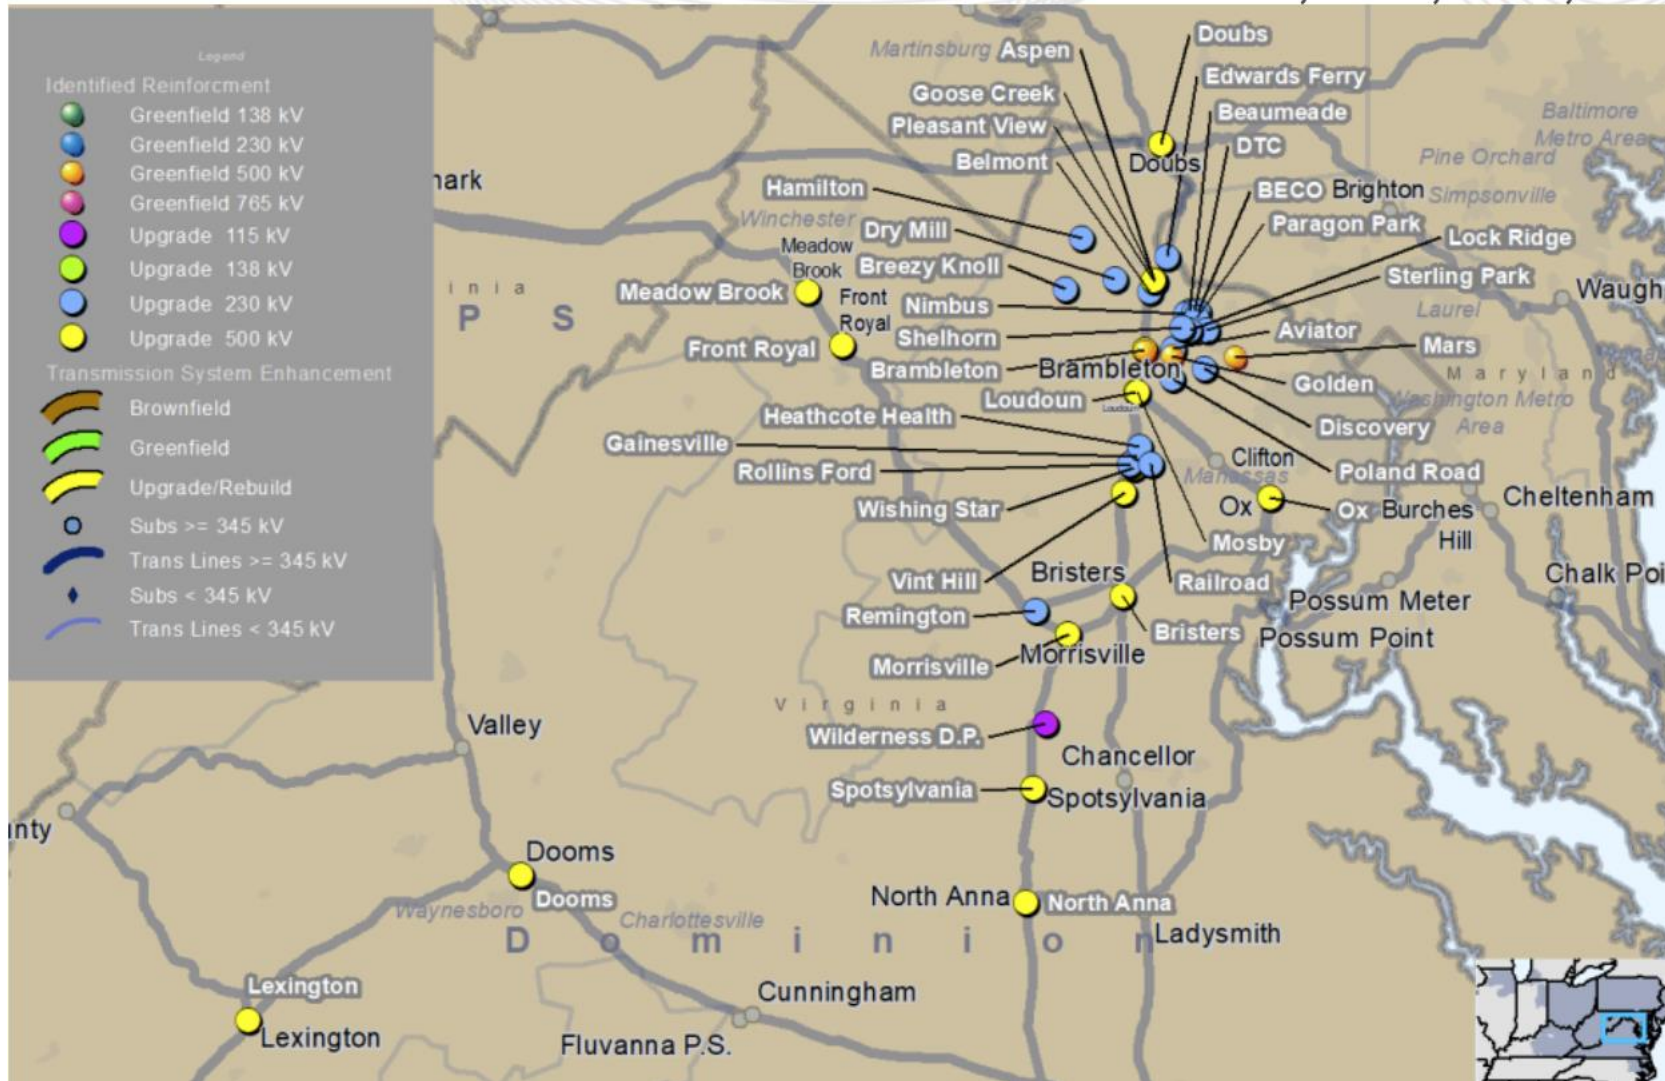 Legend
Identified Reinforcment
Greenfield 138 kV
Greenfield 230 kV
Greenfield 500 kV
Greenfield 765 kV
Upgrade 115 kV
Upgrade 138 kV
Upgrade 230 kV
Upgrade 500 kV
Transmission System Enhancement
Brownfield
Greenfield
Upgrade/Rebuild
Subs >= 345 kV
Trans Lines >= 345 kV
Subs < 345 kV
Trans Lines < 345 kV
Martinsburg
Aspen
Doubs
Goose Creek
Edwards Ferry
Pleasant View
Beaumeade
Baltimore
Metro Area
Belmont
Doubs
DTC
Pine Orchard
Hamilton
BECO
Brighton
Simpsonville
Winchester
Dry Mill
Paragon Park
Lock Ridge
Meadow
Brook
Breezy Knoll
Sterling Park
Meadow Brook
Front
Royal
Nimbus
Waugh
Laurel
Front Royal
Shelhorn
Aviator
Mars
Brambleton
Brambleton
Golden
Maryland
Washington Metro
Area
Loudoun
Loudoun
Heathcote Health
Discovery
Gainesville
Clifton
Rollins Ford
Manassas
Poland Road
Wishing Star
Ox
Ox
Burches
Hill
Cheltenham
Mosby
Vint Hill
Bristers
Railroad
Chalk Poi
Remington
Possum Meter
Bristers
Possum Point
Morrisville
Morrisville
Virginia
Wilderness D.P.
Valley
Chancellor
Spotsylvania
Spotsylvania
unty
Dooms
Dooms
North Anna
North Anna
Waynesboro
Charlottesville
Dominion
Ladysmith
Lexington
Lexington
Cunningham
Fluvanna P.S.
nark
inia
P S